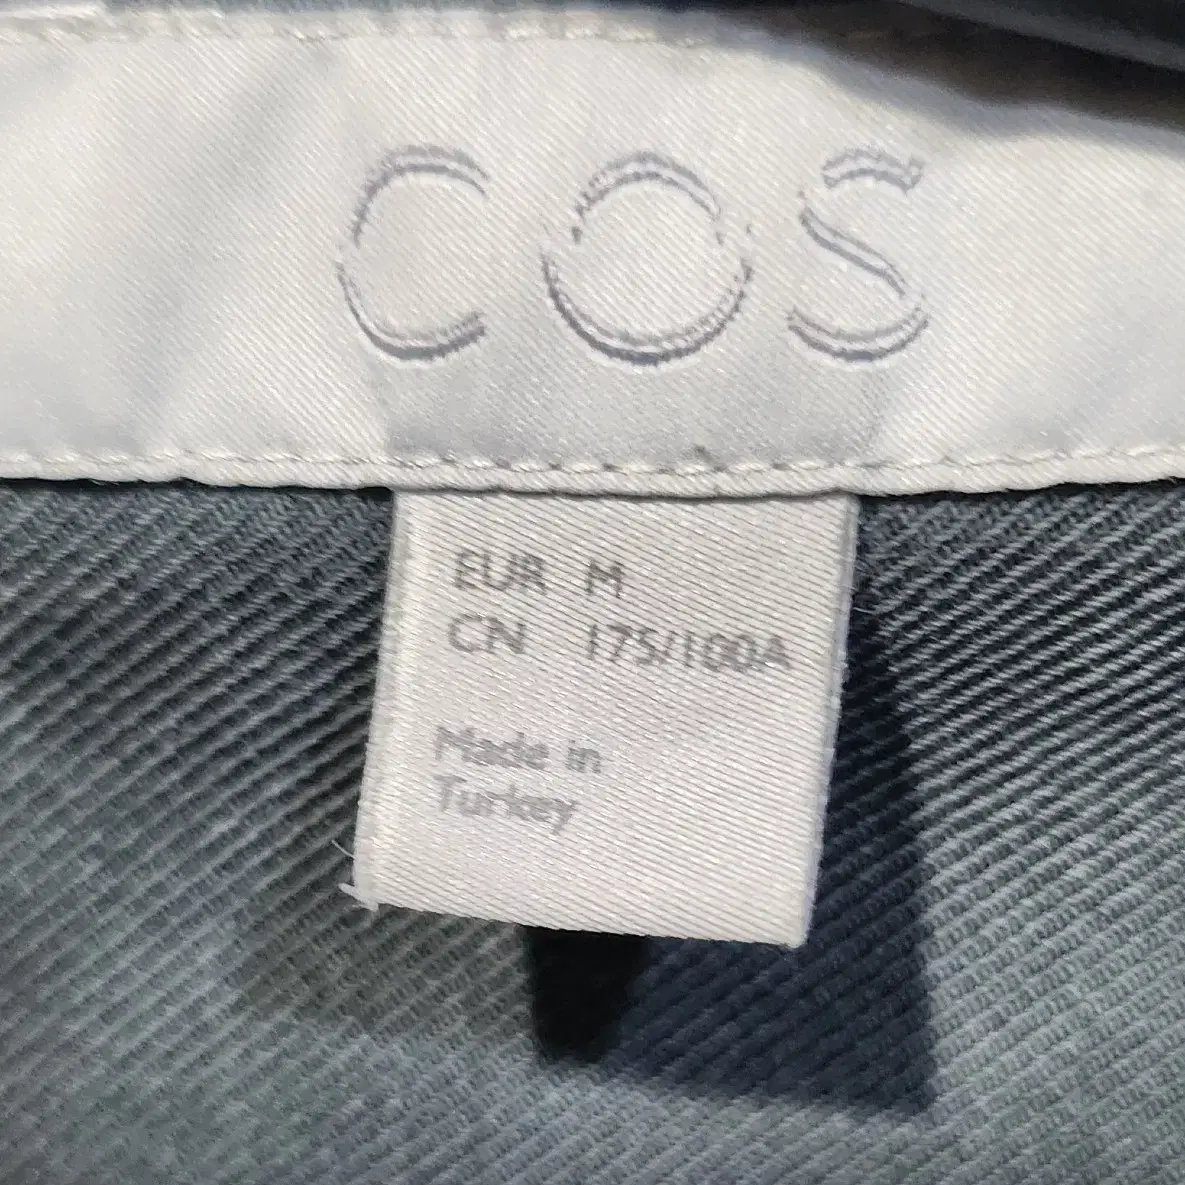 COS
EUR M
CN 175/100A
Made in
Turkey